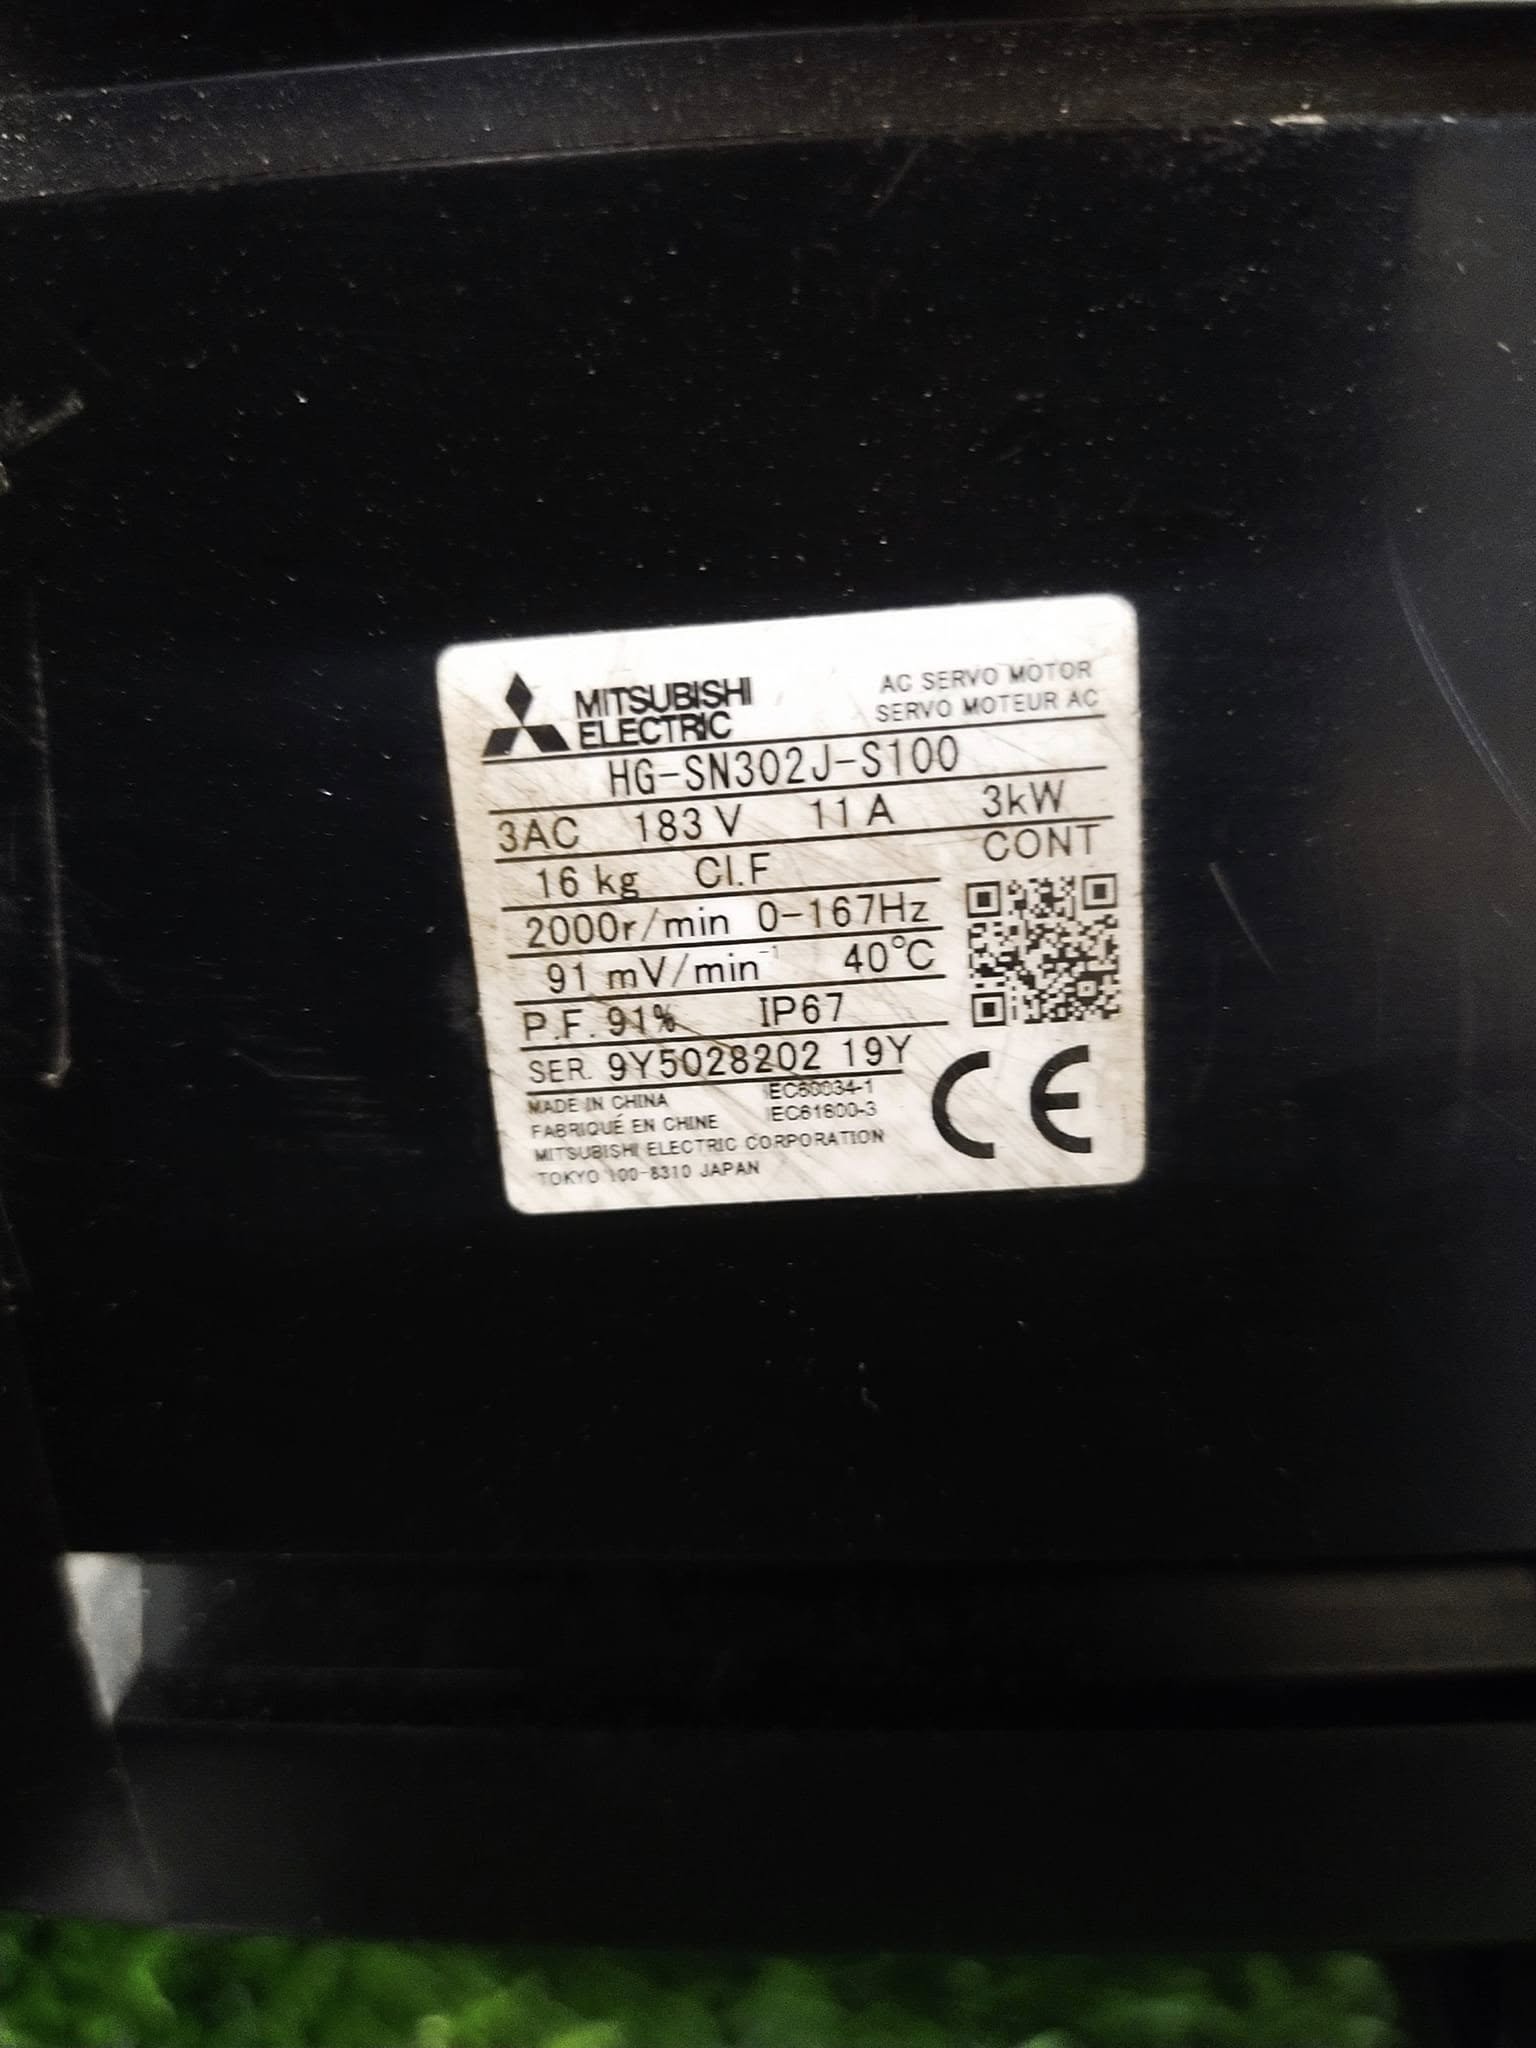 MITSUBISHI
ELECTRIC
AC SERVO MOTOR
SERVO MOTEUR AC
HG-SN302J-S100
3AC 183 V 11 A 3kW
16 kg Cl.F CONT
2000r/min 0-167Hz
91 mV/min⁻¹ 40℃
P.F. 91% IP67
SER. 9Y5028202 19Y
MADE IN CHINA IEC60034-1
FABRIQUÉ EN CHINE IEC61800-3
MITSUBISHI ELECTRIC CORPORATION
TOKYO 100-8310 JAPAN
CE